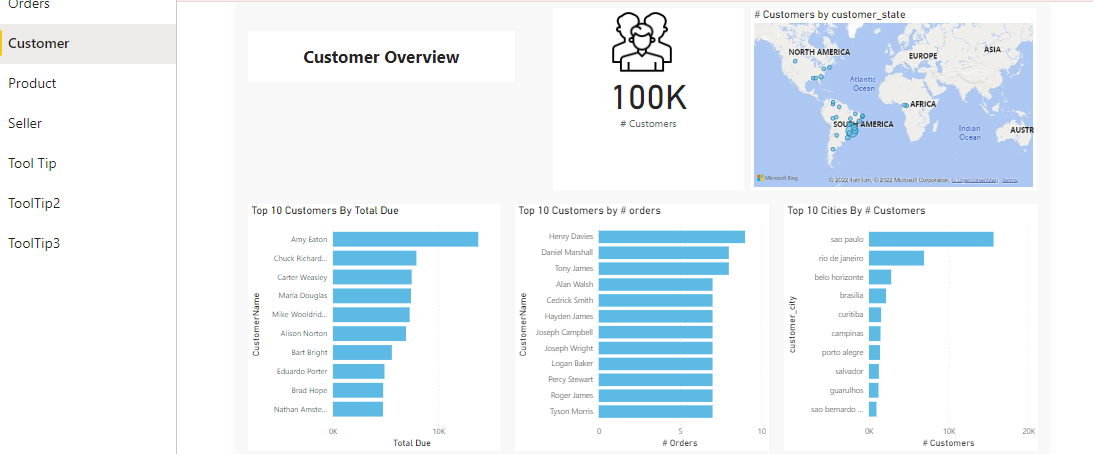 Orders
Customer
Product
Seller
Tool Tip
ToolTip2
ToolTip3
Customer Overview
100K
# Customers
# Customers by customer_state
NORTH AMERICA
EUROPE
ASIA
Atlantic
Ocean
AFRICA
SOUTH AMERICA
Indian
Ocean
AUSTR
Microsoft Bing
© 2022 TomTom, © 2022 Microsoft Corporation, © OpenStreetMap Terms
Top 10 Customers By Total Due
CustomerName
Amy Eaton
Chuck Richard...
Carter Weasley
Maria Douglas
Mike Wooldrid...
Alison Norton
Bart Bright
Eduardo Porter
Brad Hope
Nathan Amste...
0K
10K
Total Due
Top 10 Customers by # orders
CustomerName
Henry Davies
Daniel Marshall
Tony James
Alan Walsh
Cedrick Smith
Hayden James
Joseph Campbell
Joseph Wright
Logan Baker
Percy Stewart
Roger James
Tyson Morris
0
5
10
# Orders
Top 10 Cities By # Customers
customer_city
sao paulo
rio de janeiro
belo horizonte
brasilia
curitiba
campinas
porto alegre
salvador
guarulhos
sao bernardo ...
0K
10K
20K
# Customers